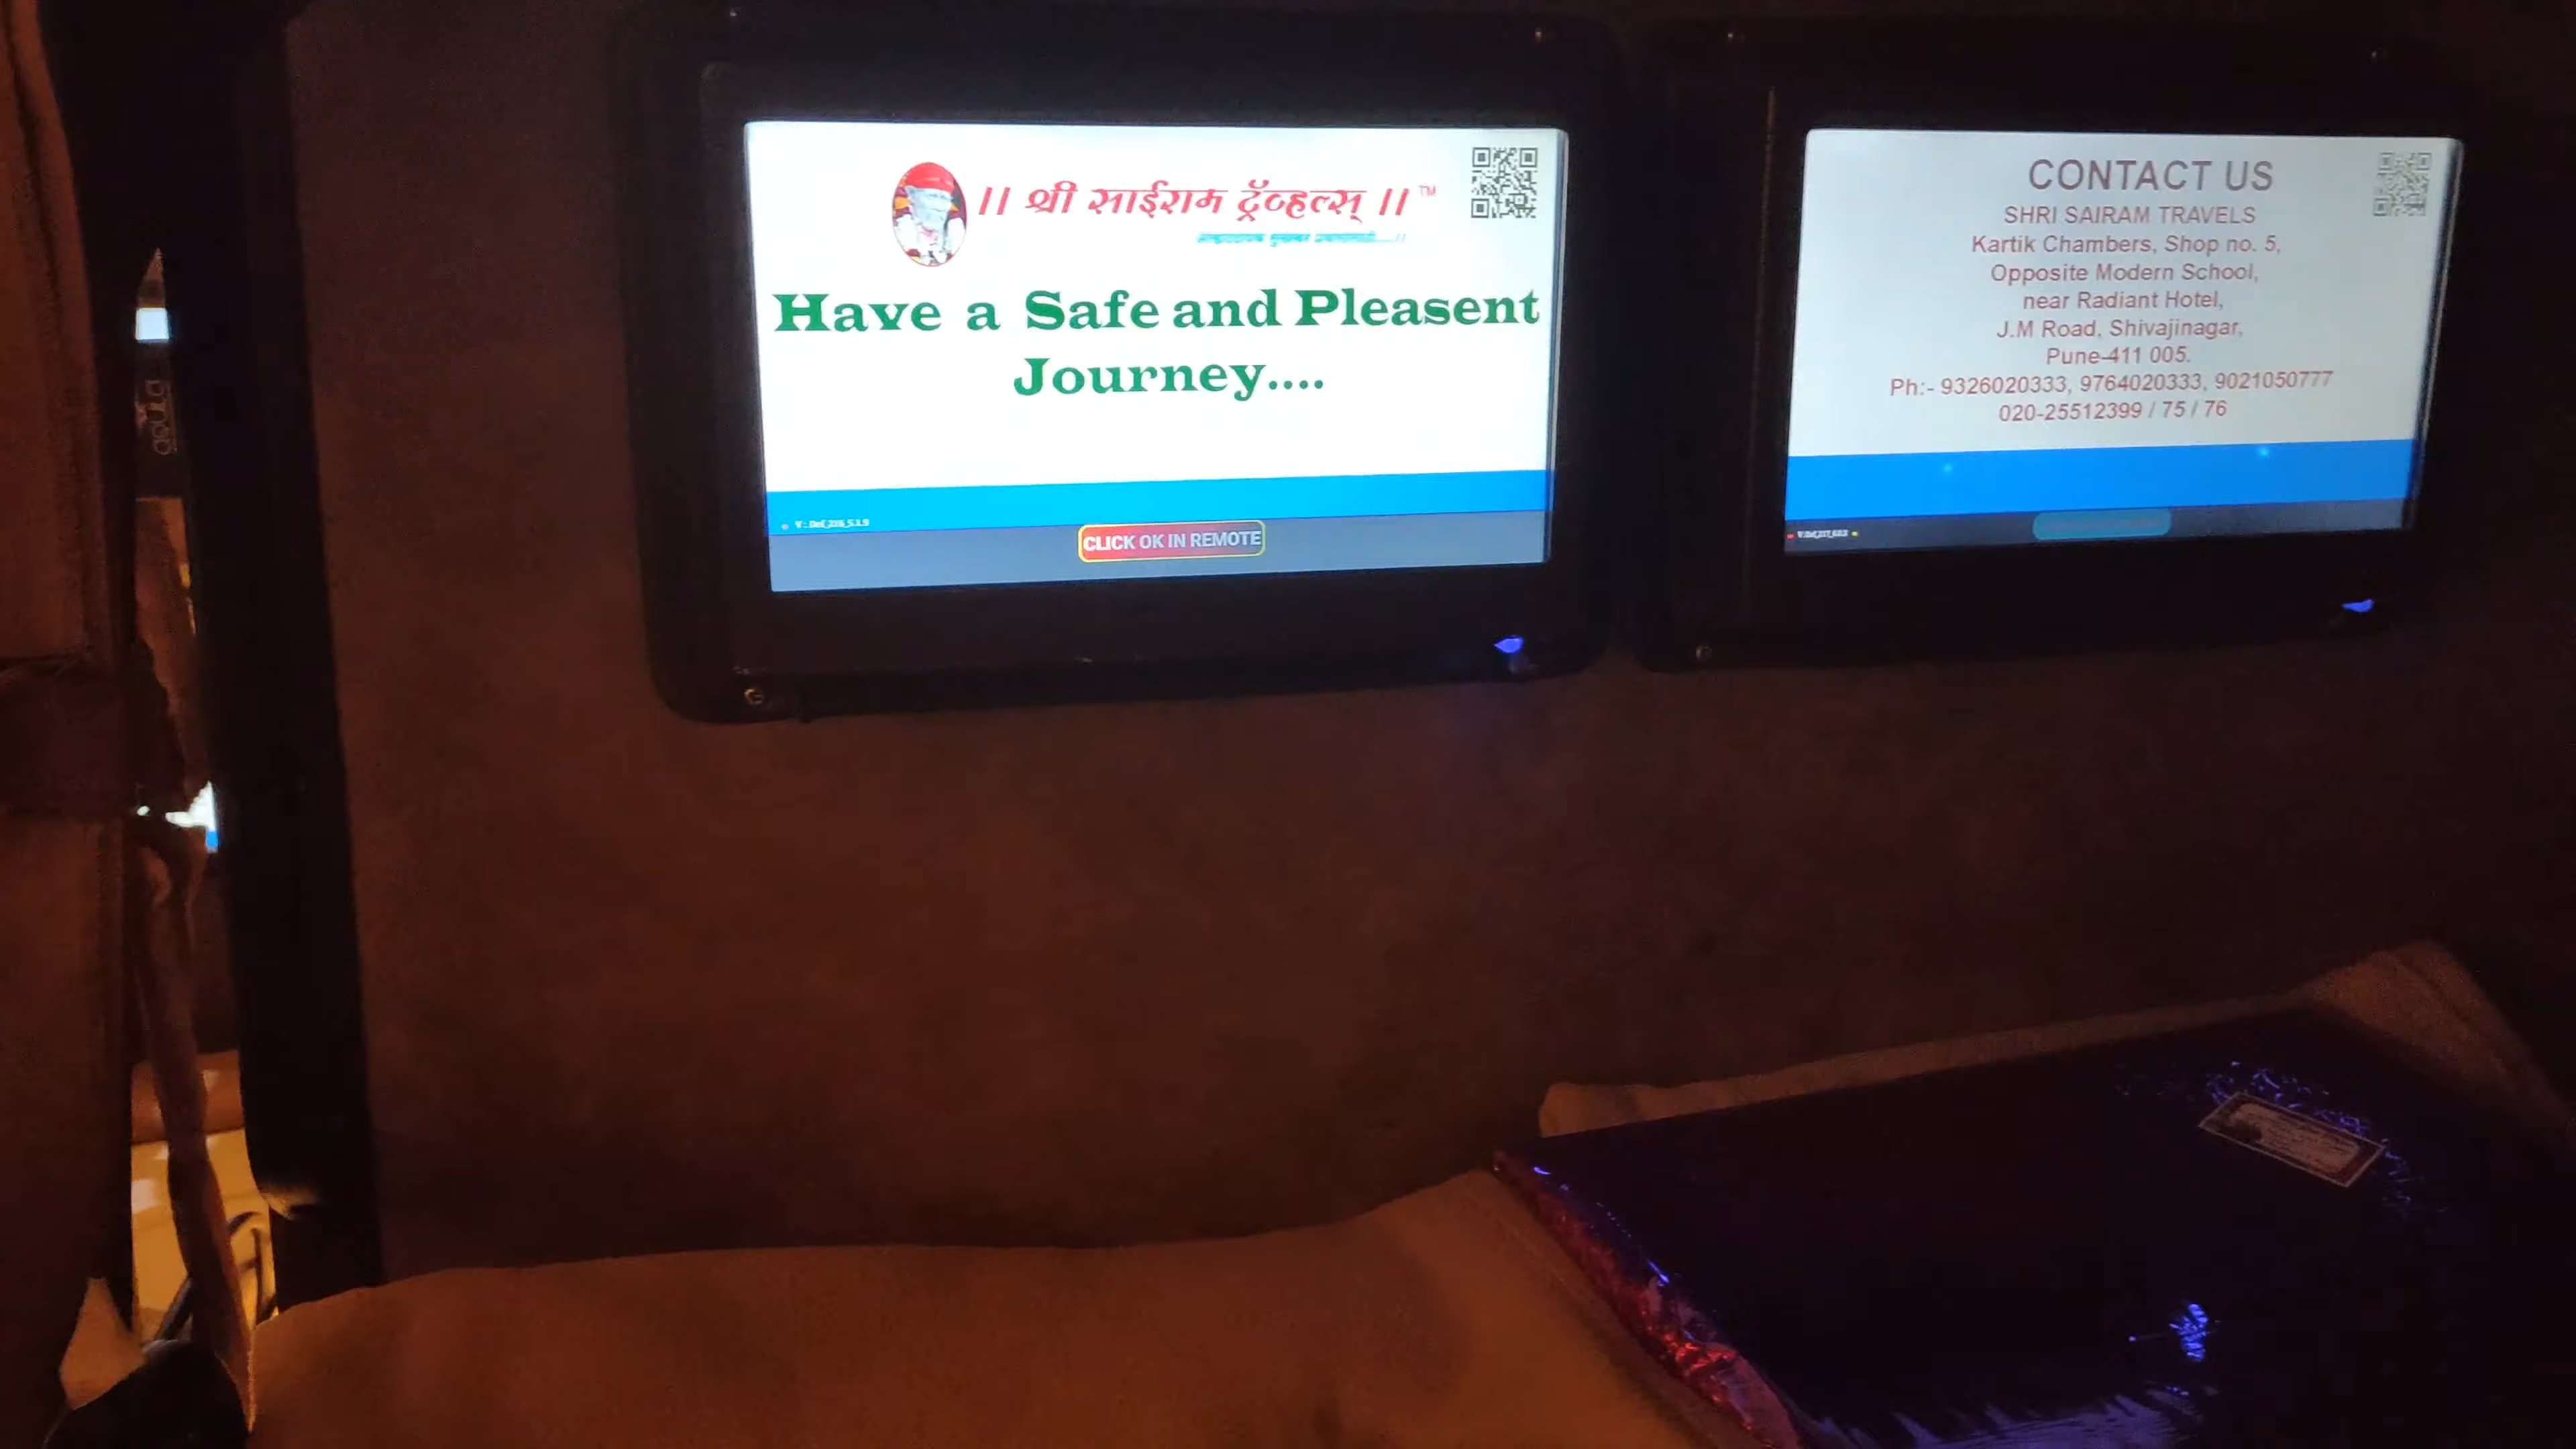 ।। श्री साईराम ट्रॅव्हल्स् ।। TM
Have a Safe and Pleasent
Journey....
CLICK OK IN REMOTE
CONTACT US
SHRI SAIRAM TRAVELS
Kartik Chambers, Shop no. 5,
Opposite Modern School,
near Radiant Hotel,
J.M Road, Shivajinagar,
Pune-411 005.
Ph:- 9326020333, 9764020333, 9021050777
020-25512399 / 75 / 76